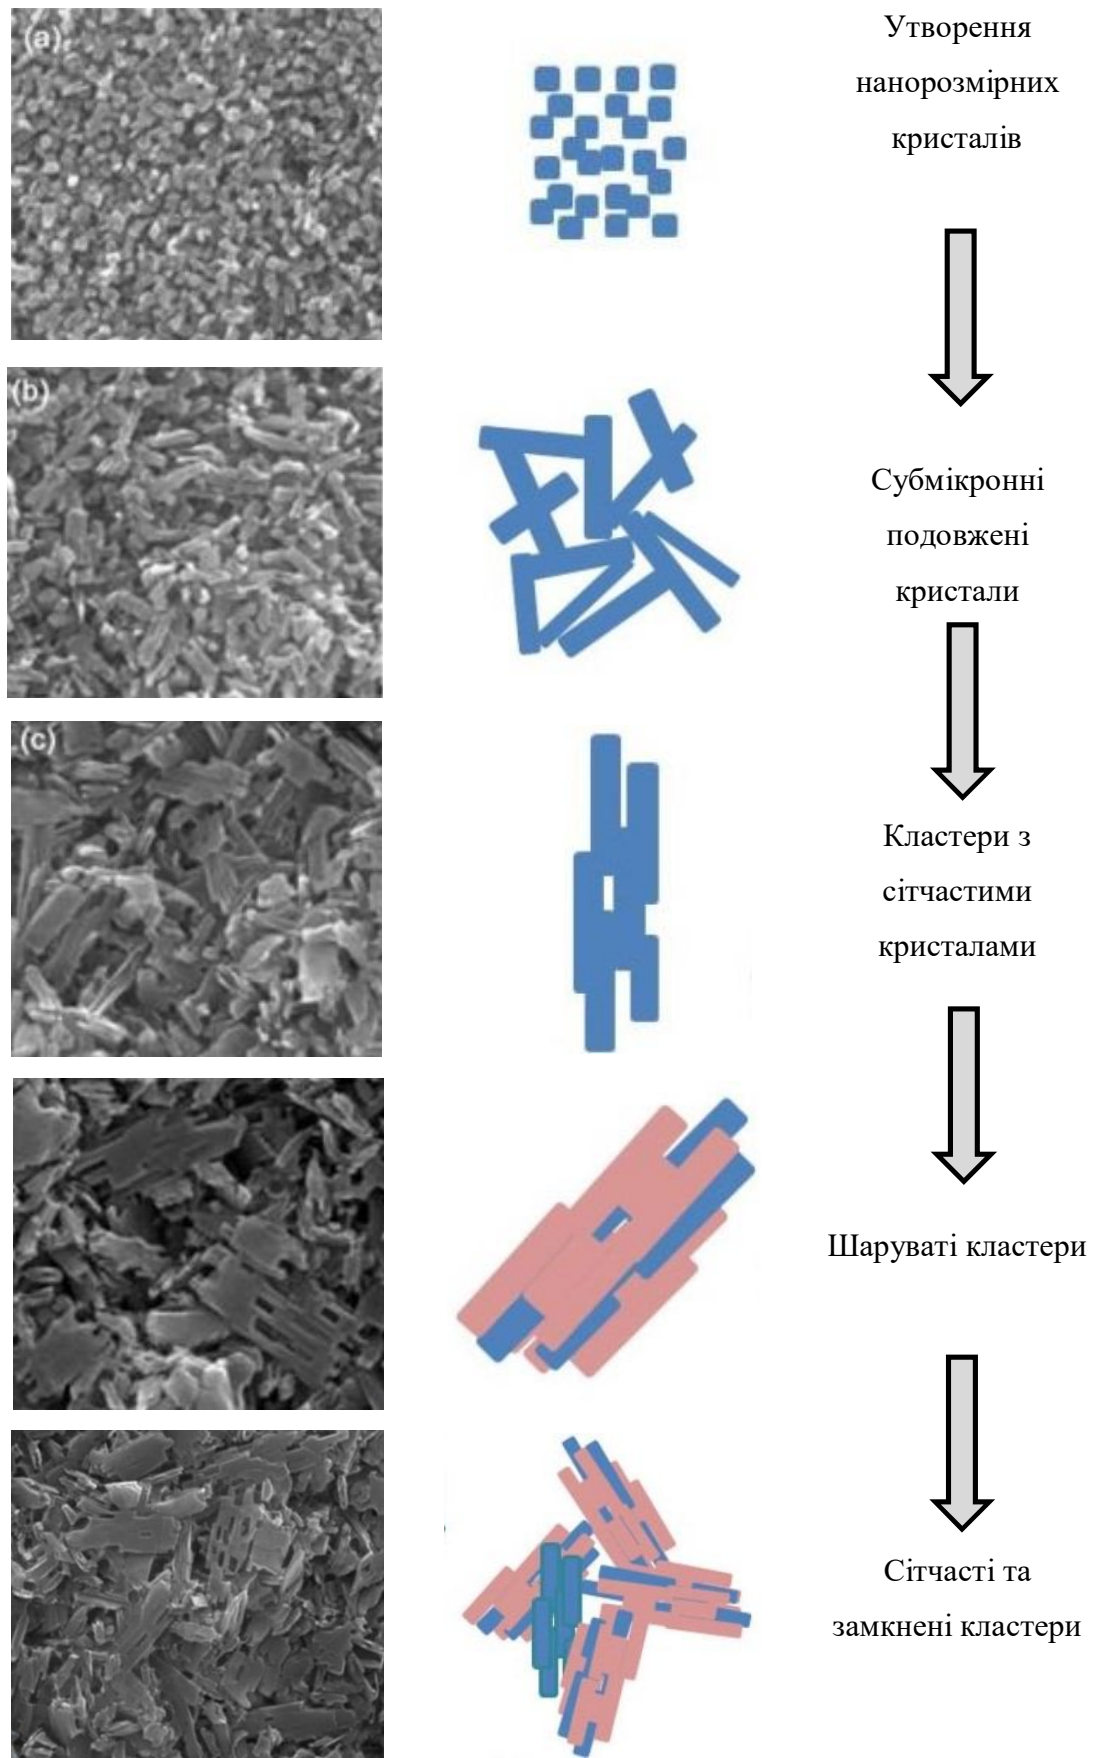 (a)
Утворення
нанорозмірних
кристалів
(b)
Субмікронні
подовжені
кристали
(c)
Кластери з
сітчастими
кристалами
Шаруваті кластери
Сітчасті та
замкнені кластери